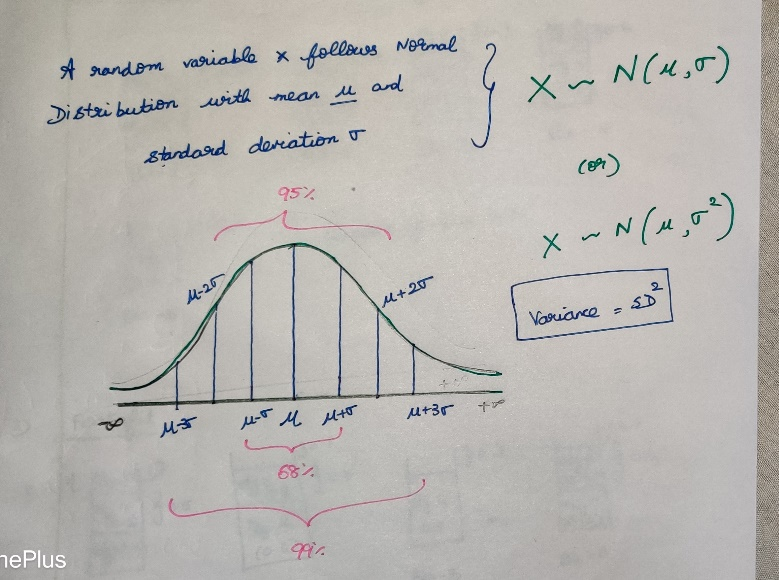 A random variable x follows Normal
Distribution with mean μ and
standard deviation σ
X ~ N(μ, σ)
(or)
X ~ N(μ, σ²)
Variance = SD²
95%
μ-2σ
μ+2σ
+∞
-∞
μ-3σ
μ-σ
μ
μ+σ
μ+3σ
+∞
68%
99%
nePlus